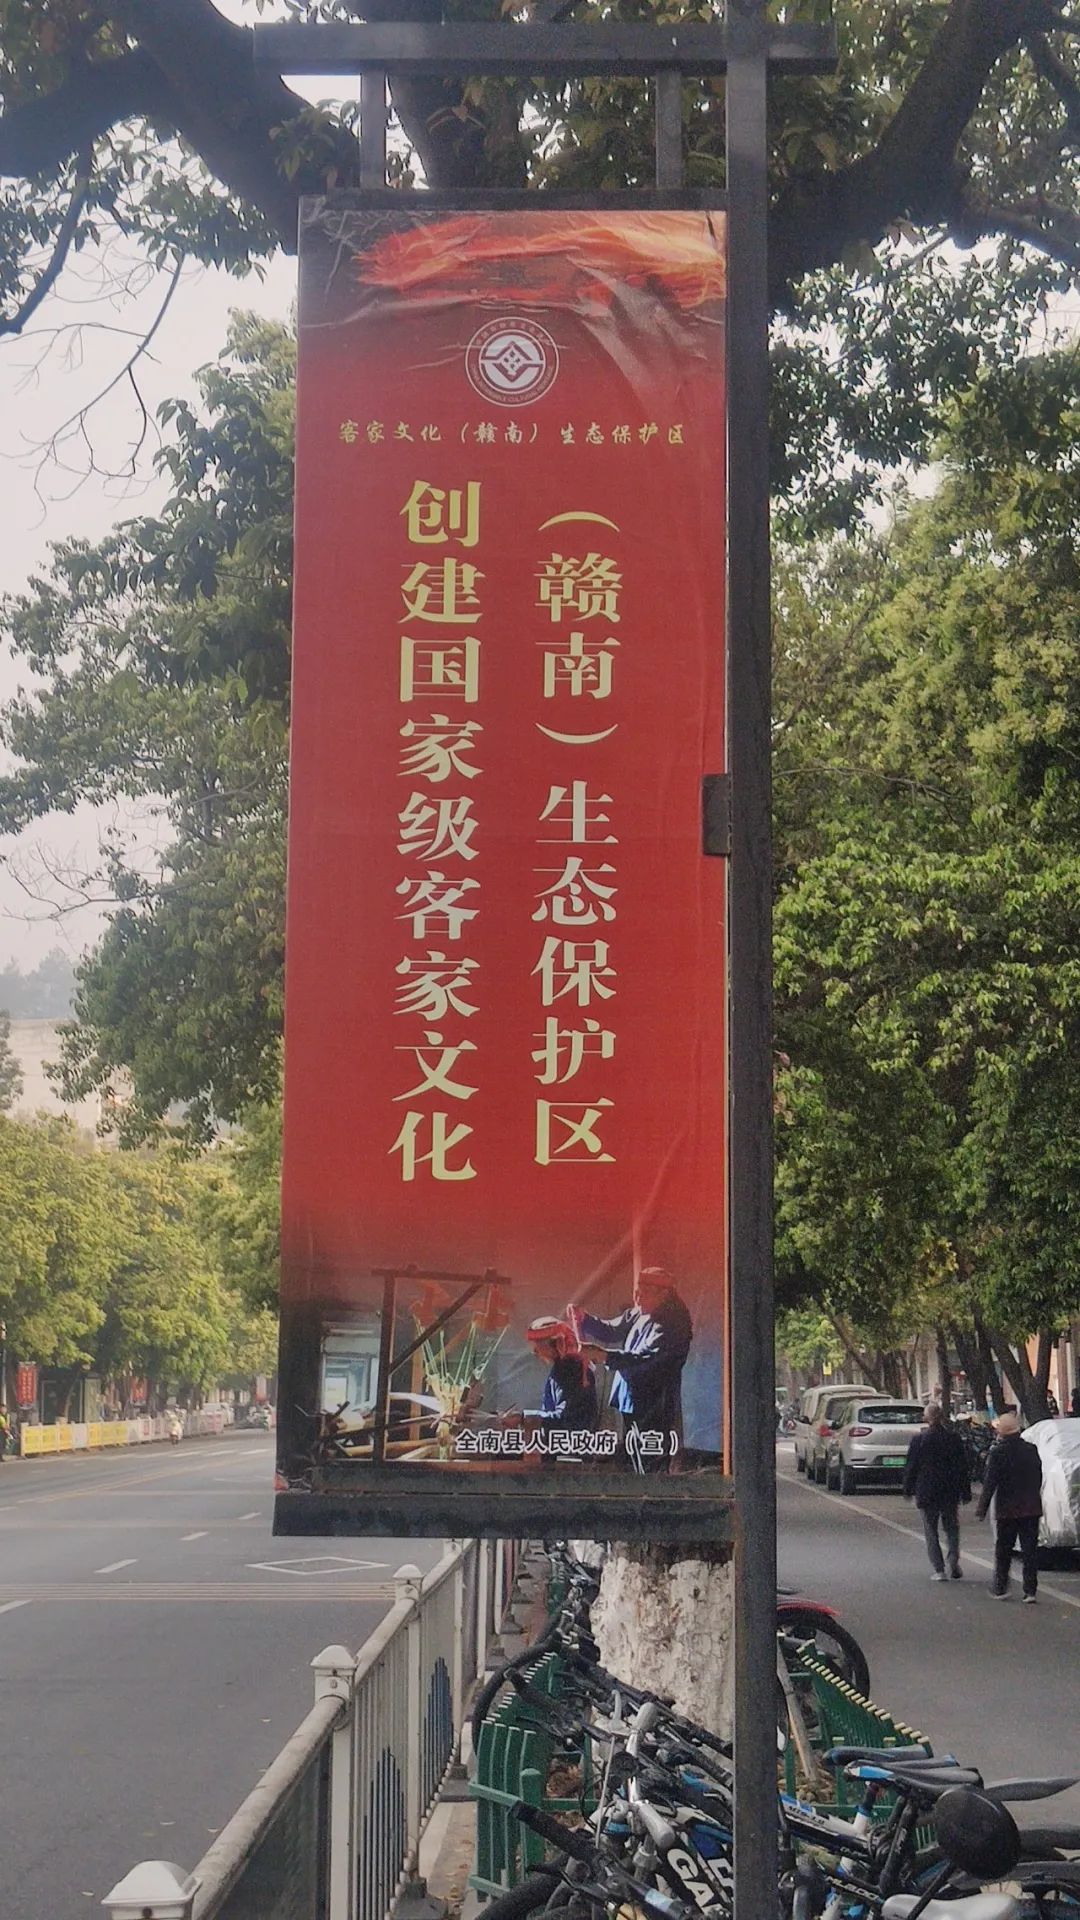 客家文化（赣南）生态保护区
创建国家级客家文化
（赣南）生态保护区
全南县人民政府（宣）